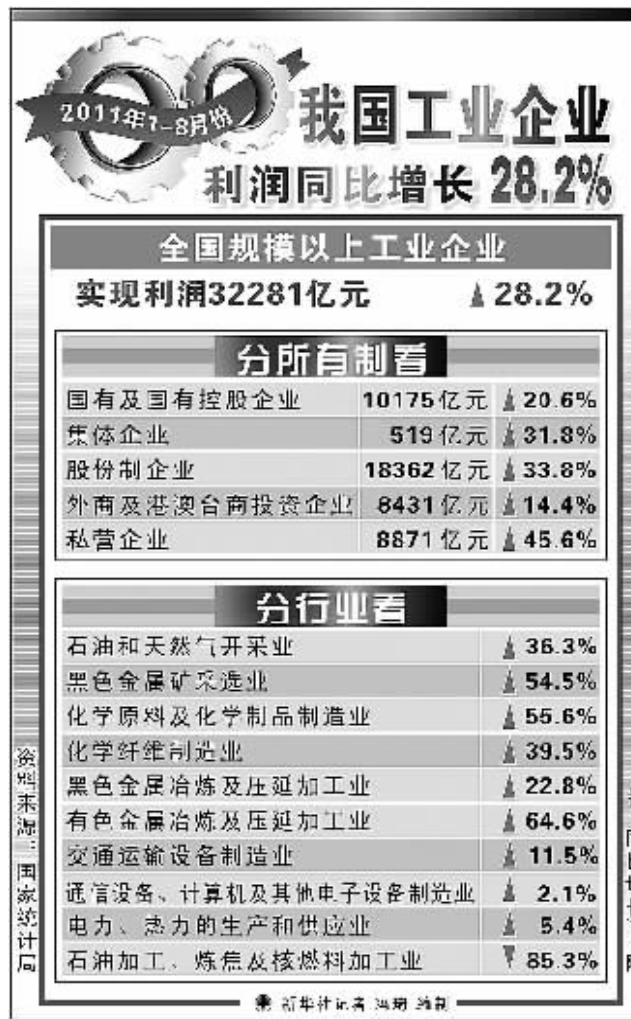 2011年1-8月份
我国工业企业
利润同比增长 28.2%
全国规模以上工业企业
实现利润32281亿元 ▲ 28.2%
分所有制看
国有及国有控股企业 10175亿元 ▲ 20.6%
集体企业 519亿元 ▲ 31.8%
股份制企业 18362亿元 ▲ 33.8%
外商及港澳台商投资企业 8431亿元 ▲ 14.4%
私营企业 8871亿元 ▲ 45.6%
分行业看
石油和天然气开采业 ▲ 36.3%
黑色金属矿采选业 ▲ 54.5%
化学原料及化学制品制造业 ▲ 55.6%
化学纤维制造业 ▲ 39.5%
黑色金属冶炼及压延加工业 ▲ 22.8%
有色金属冶炼及压延加工业 ▲ 64.6%
交通运输设备制造业 ▲ 11.5%
通信设备、计算机及其他电子设备制造业 ▲ 2.1%
电力、热力的生产和供应业 ▲ 5.4%
石油加工、炼焦及核燃料加工业 ▼ 85.3%
资料来源：国家统计局
新华社记者 编制